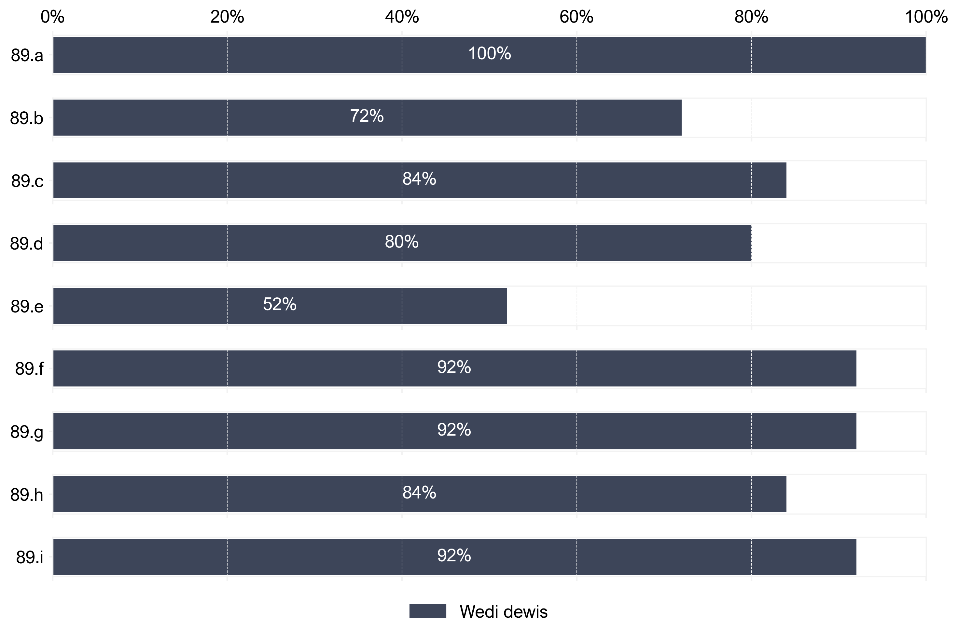 0% 20% 40% 60% 80% 100%
89.a 100%
89.b 72%
89.c 84%
89.d 80%
89.e 52%
89.f 92%
89.g 92%
89.h 84%
89.i 92%
Wedi dewis